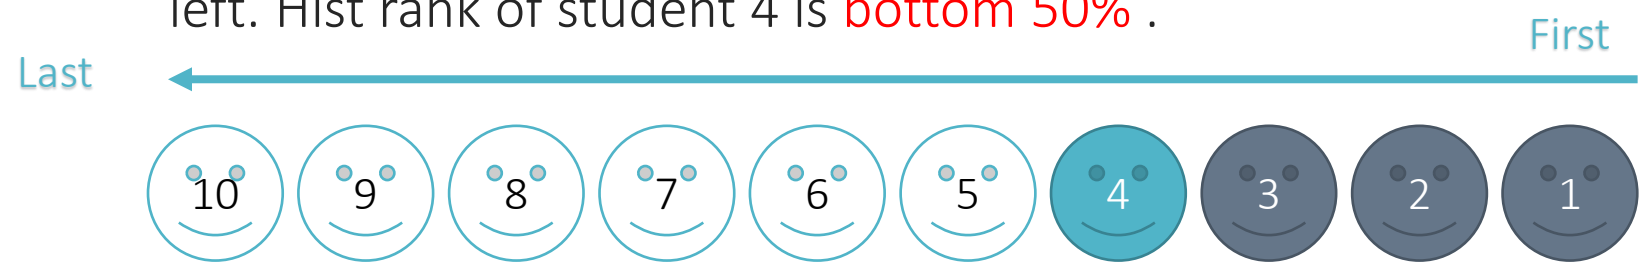 left. Hist rank of student 4 is bottom 50% .
First
Last
10 9 8 7 6 5 4 3 2 1